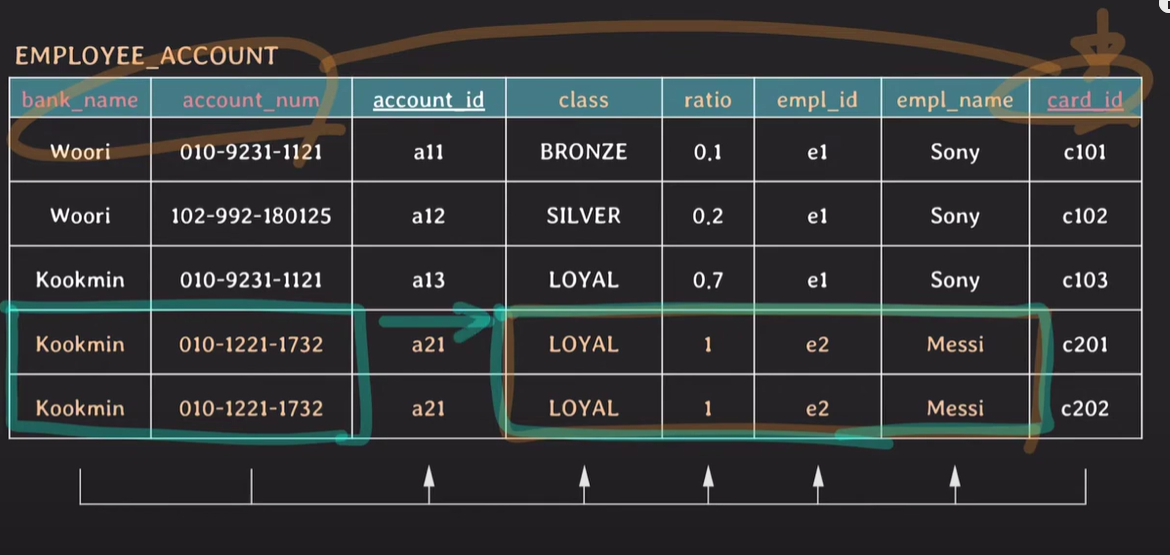 EMPLOYEE_ACCOUNT
bank_name account_num account_id class ratio empl_id empl_name card_id
Woori 010-9231-1121 a11 BRONZE 0.1 e1 Sony c101
Woori 102-992-180125 a12 SILVER 0.2 e1 Sony c102
Kookmin 010-9231-1121 a13 LOYAL 0.7 e1 Sony c103
Kookmin 010-1221-1732 a21 LOYAL 1 e2 Messi c201
Kookmin 010-1221-1732 a21 LOYAL 1 e2 Messi c202